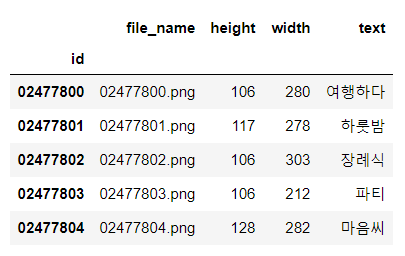 file_name height width text
id
02477800 02477800.png 106 280 여행하다
02477801 02477801.png 117 278 하룻밤
02477802 02477802.png 106 303 장례식
02477803 02477803.png 106 212 파티
02477804 02477804.png 128 282 마음씨